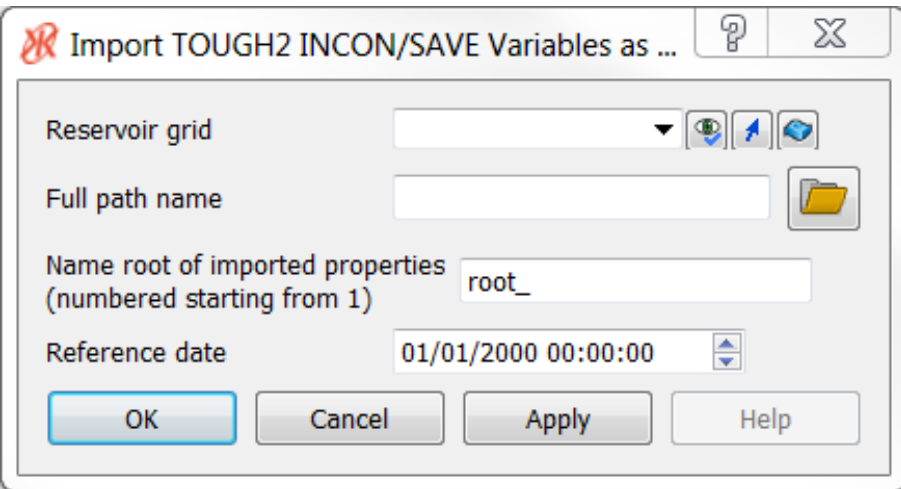 Import TOUGH2 INCON/SAVE Variables as ...
Reservoir grid
Full path name
Name root of imported properties
(numbered starting from 1)
root_
Reference date
01/01/2000 00:00:00
OK
Cancel
Apply
Help